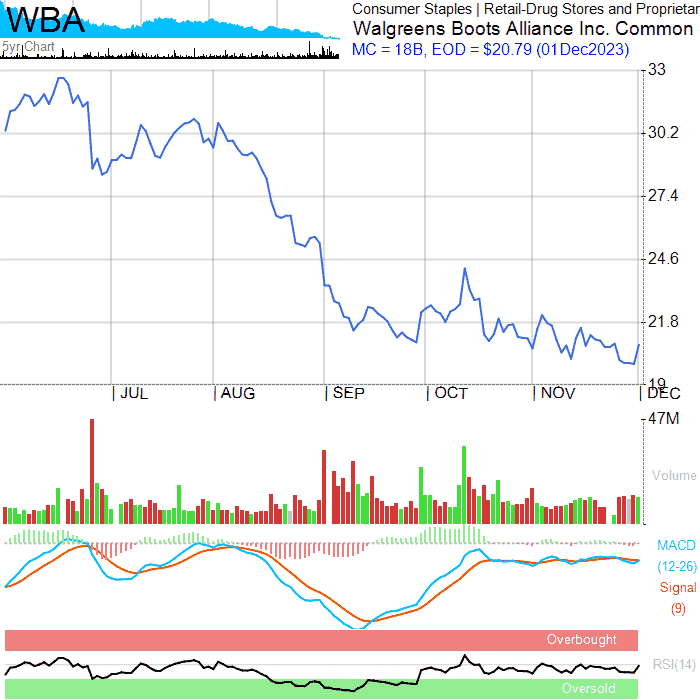 WBA
5yr Chart
Consumer Staples | Retail-Drug Stores and Proprietar
Walgreens Boots Alliance Inc. Common
MC = 18B, EOD = $20.79 (01Dec2023)
33
30.2
27.4
24.6
21.8
19
| JUL | AUG | SEP | OCT | NOV | DEC
47M
Volume
MACD
(12-26)
Signal
(9)
Overbought
RSI(14)
Oversold